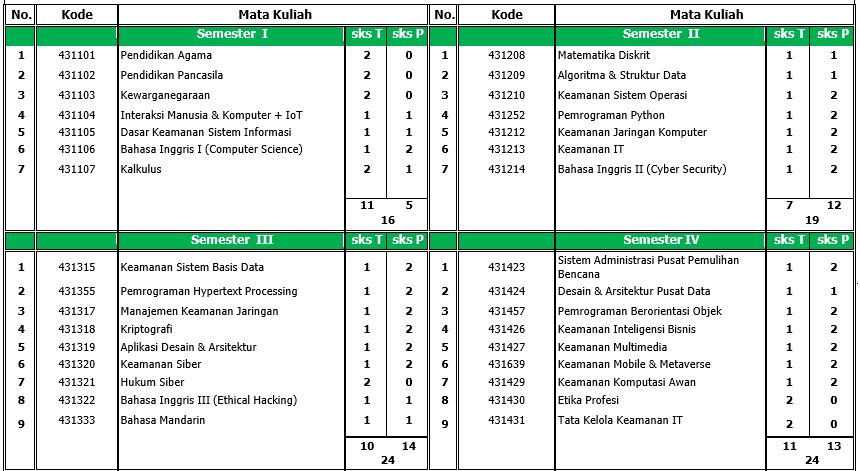 No. Kode Mata Kuliah No. Kode Mata Kuliah
Semester I sks T sks P Semester II sks T sks P
1 431101 Pendidikan Agama 2 0 1 431208 Matematika Diskrit 1 1
2 431102 Pendidikan Pancasila 2 0 2 431209 Algoritma & Struktur Data 1 1
3 431103 Kewarganegaraan 2 0 3 431210 Keamanan Sistem Operasi 1 2
4 431104 Interaksi Manusia & Komputer + IoT 1 1 4 431252 Pemrograman Python 1 2
5 431105 Dasar Keamanan Sistem Informasi 1 1 5 431212 Keamanan Jaringan Komputer 1 2
6 431106 Bahasa Inggris I (Computer Science) 1 2 6 431213 Keamanan IT 1 2
7 431107 Kalkulus 2 1 7 431214 Bahasa Inggris II (Cyber Security) 1 2
11 5 7 12
16 19
Semester III sks T sks P Semester IV sks T sks P
1 431315 Keamanan Sistem Basis Data 1 2 1 431423 Sistem Administrasi Pusat Pemulihan Bencana 1 2
2 431355 Pemrograman Hypertext Processing 1 2 2 431424 Desain & Arsitektur Pusat Data 1 1
3 431317 Manajemen Keamanan Jaringan 1 2 3 431457 Pemrograman Berorientasi Objek 1 2
4 431318 Kriptografi 1 2 4 431426 Keamanan Inteligensi Bisnis 1 2
5 431319 Aplikasi Desain & Arsitektur 1 2 5 431427 Keamanan Multimedia 1 2
6 431320 Keamanan Siber 1 2 6 431639 Keamanan Mobile & Metaverse 1 2
7 431321 Hukum Siber 2 0 7 431429 Keamanan Komputasi Awan 1 2
8 431322 Bahasa Inggris III (Ethical Hacking) 1 1 8 431430 Etika Profesi 2 0
9 431333 Bahasa Mandarin 1 1 9 431431 Tata Kelola Keamanan IT 2 0
10 14 11 13
24 24